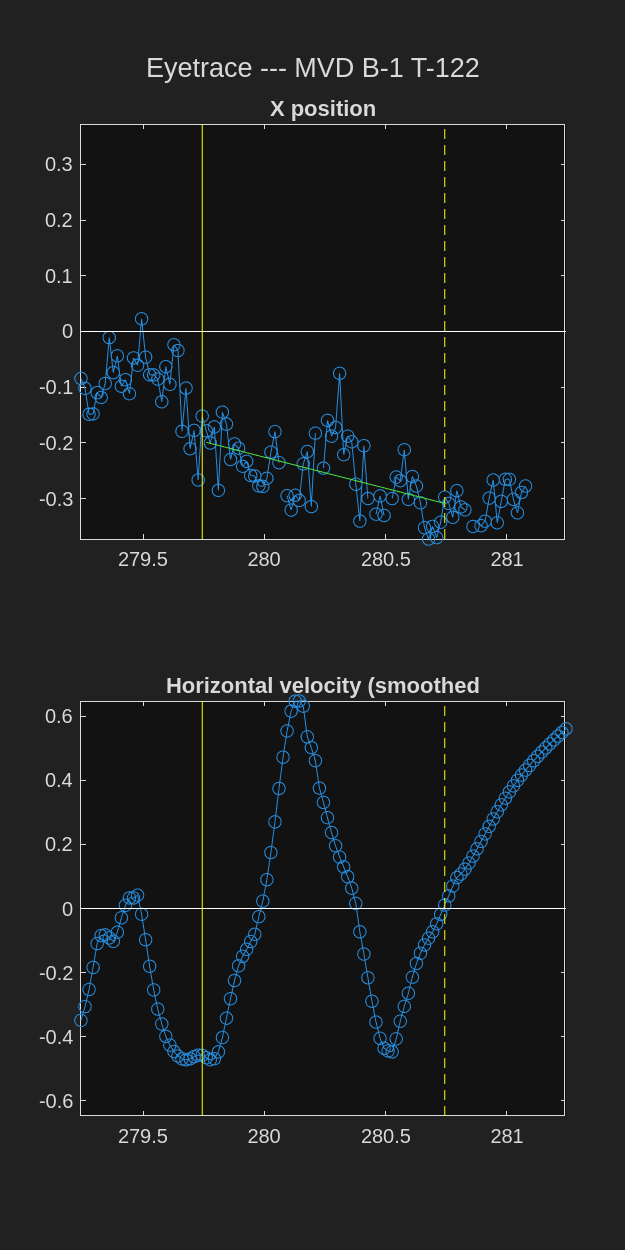 Eyetrace --- MVD B-1 T-122
X position
0.3
0.2
0.1
0
-0.1
-0.2
-0.3
279.5 280 280.5 281
Horizontal velocity (smoothed
0.6
0.4
0.2
0
-0.2
-0.4
-0.6
279.5 280 280.5 281